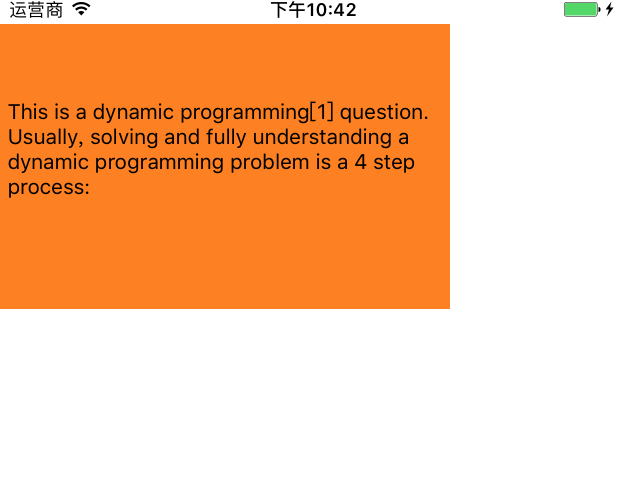 运营商 下午10:42
This is a dynamic programming[1] question.
Usually, solving and fully understanding a
dynamic programming problem is a 4 step
process: